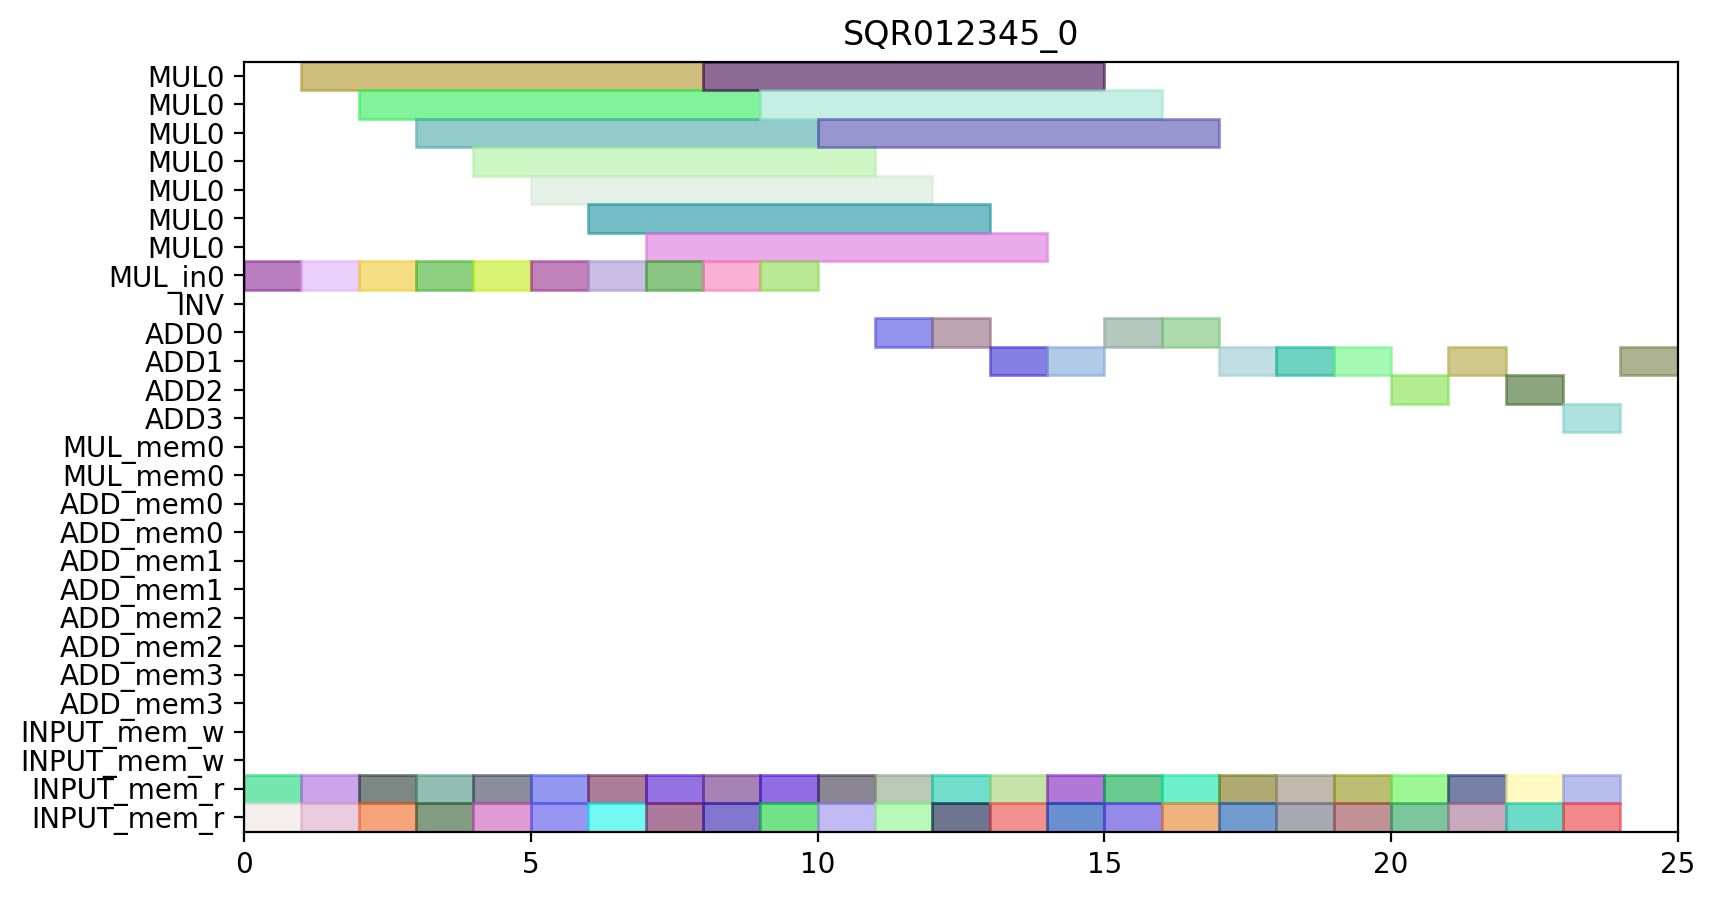 SQR012345_0
MUL0
MUL0
MUL0
MUL0
MUL0
MUL0
MUL0
MUL_in0
INV
ADD0
ADD1
ADD2
ADD3
MUL_mem0
MUL_mem0
ADD_mem0
ADD_mem0
ADD_mem1
ADD_mem1
ADD_mem2
ADD_mem2
ADD_mem3
ADD_mem3
INPUT_mem_w
INPUT_mem_w
INPUT_mem_r
INPUT_mem_r
0 5 10 15 20 25